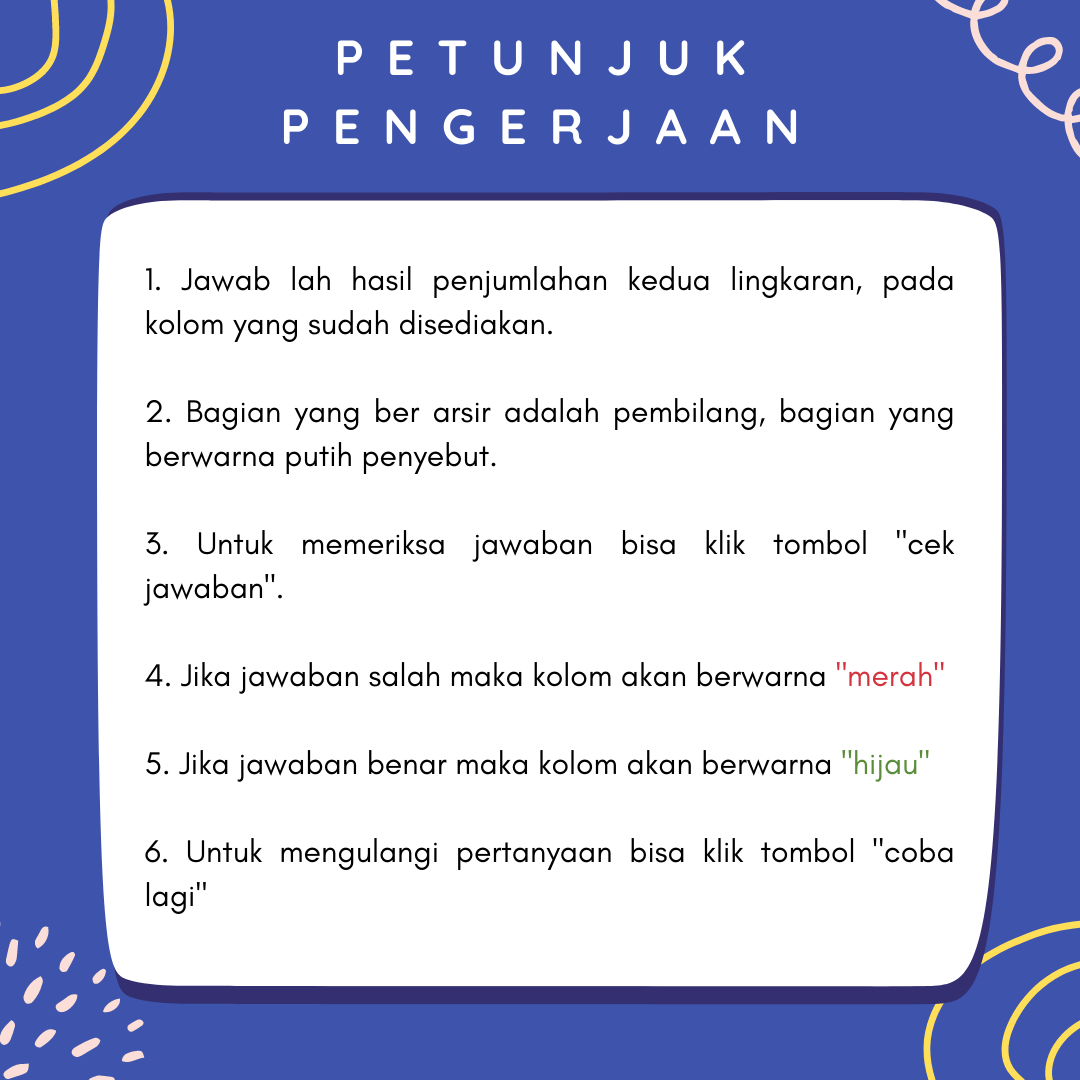 PETUNJUK
PENGERJAAN
1. Jawab lah hasil penjumlahan kedua lingkaran, pada
kolom yang sudah disediakan.
2. Bagian yang ber arsir adalah pembilang, bagian yang
berwarna putih penyebut.
3. Untuk memeriksa jawaban bisa klik tombol "cek
jawaban".
4. Jika jawaban salah maka kolom akan berwarna "merah"
5. Jika jawaban benar maka kolom akan berwarna "hijau"
6. Untuk mengulangi pertanyaan bisa klik tombol "coba
lagi"